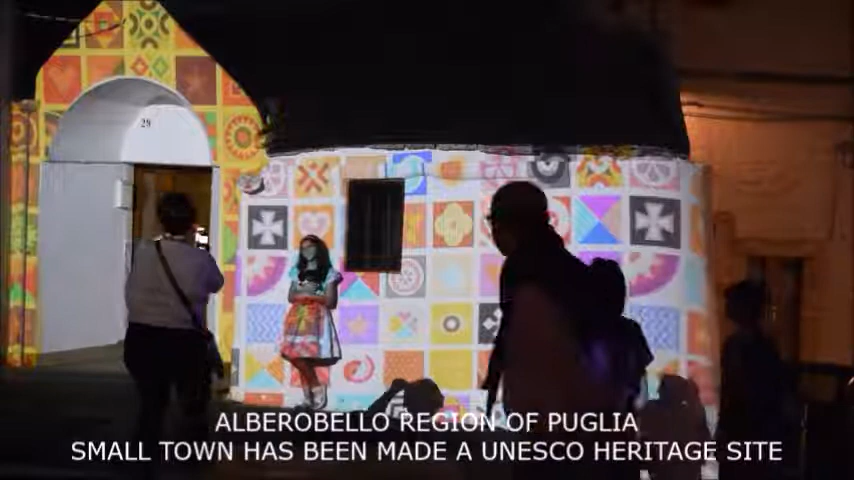 29
ALBEROBELLO REGION OF PUGLIA
SMALL TOWN HAS BEEN MADE A UNESCO HERITAGE SITE